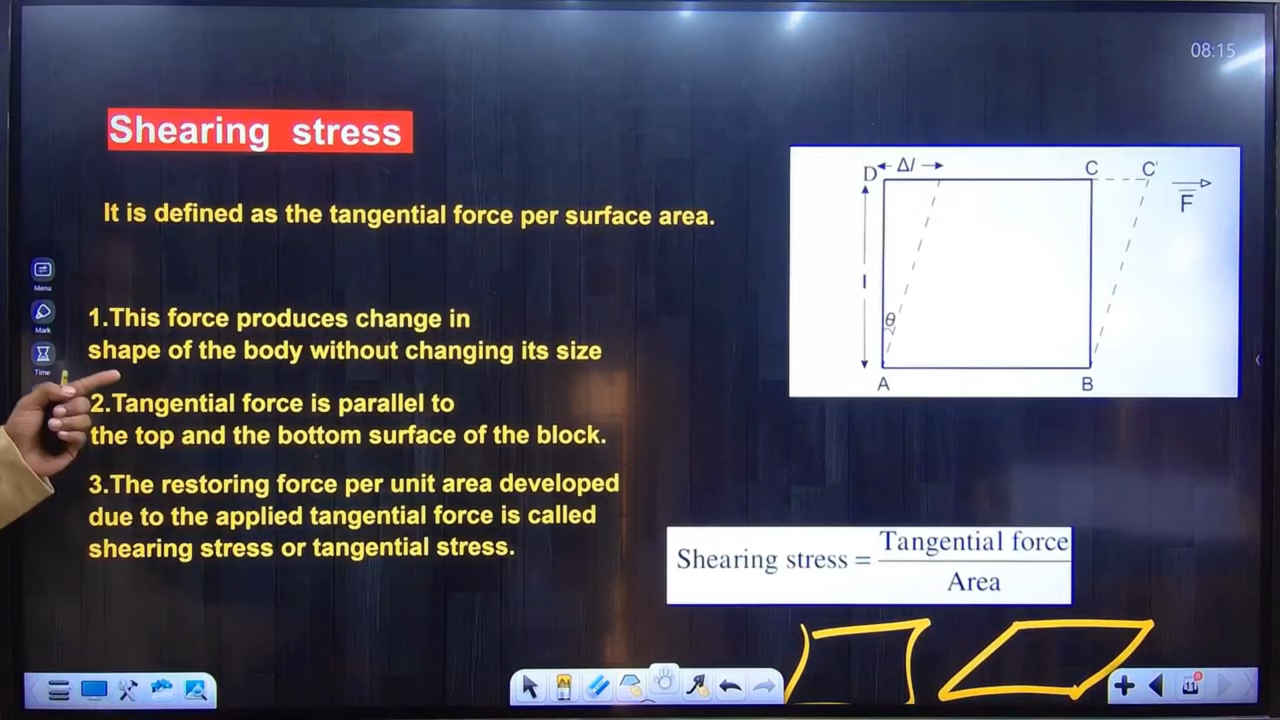 08:15
Shearing stress
It is defined as the tangential force per surface area.
1.This force produces change in
shape of the body without changing its size
2.Tangential force is parallel to
the top and the bottom surface of the block.
3.The restoring force per unit area developed
due to the applied tangential force is called
shearing stress or tangential stress.
D Δl C C'
F
l
θ
A B
Shearing stress = Tangential force
Area
Menu
Mark
Time
11